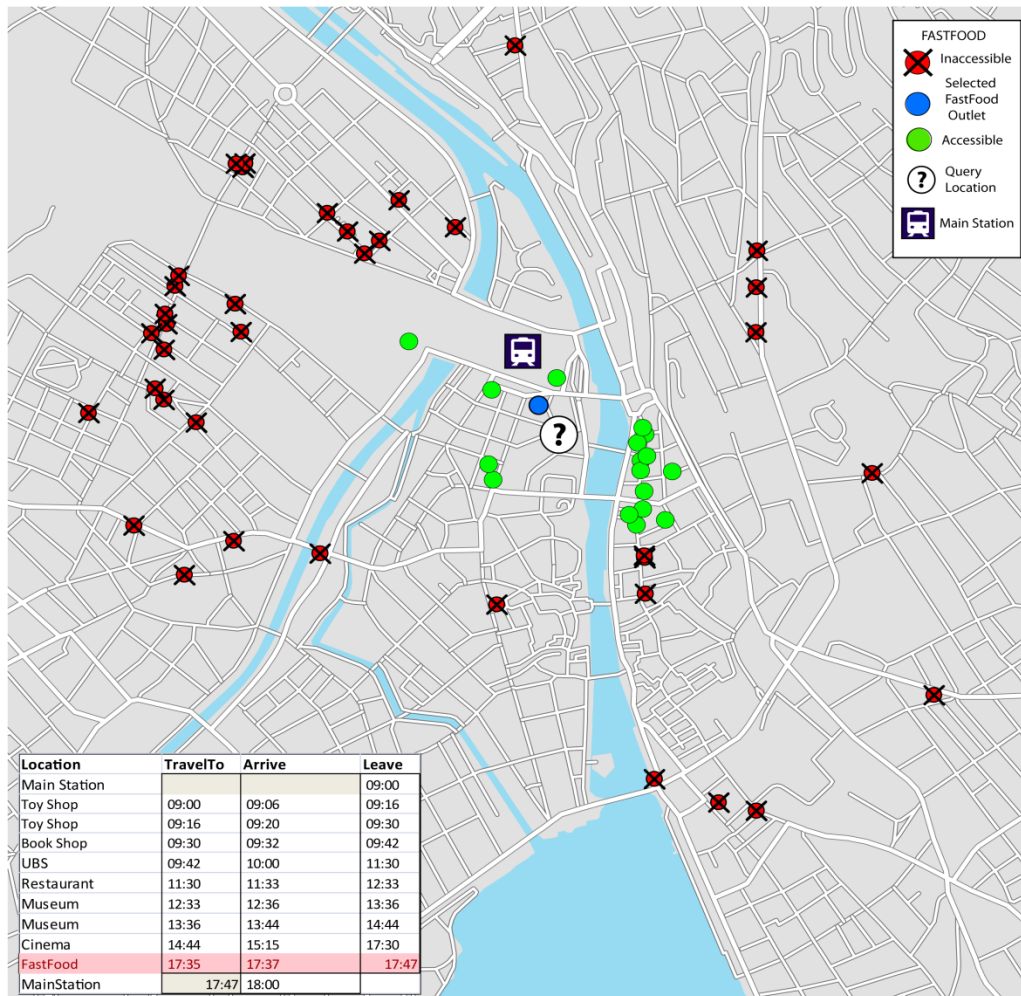 FASTFOOD
Inaccessible
Selected
FastFood
Outlet
Accessible
? Query
Location
Main Station
?
Location TravelTo Arrive Leave
Main Station 09:00
Toy Shop 09:00 09:06 09:16
Toy Shop 09:16 09:20 09:30
Book Shop 09:30 09:32 09:42
UBS 09:42 10:00 11:30
Restaurant 11:30 11:33 12:33
Museum 12:33 12:36 13:36
Museum 13:36 13:44 14:44
Cinema 14:44 15:15 17:30
FastFood 17:35 17:37 17:47
MainStation 17:47 18:00